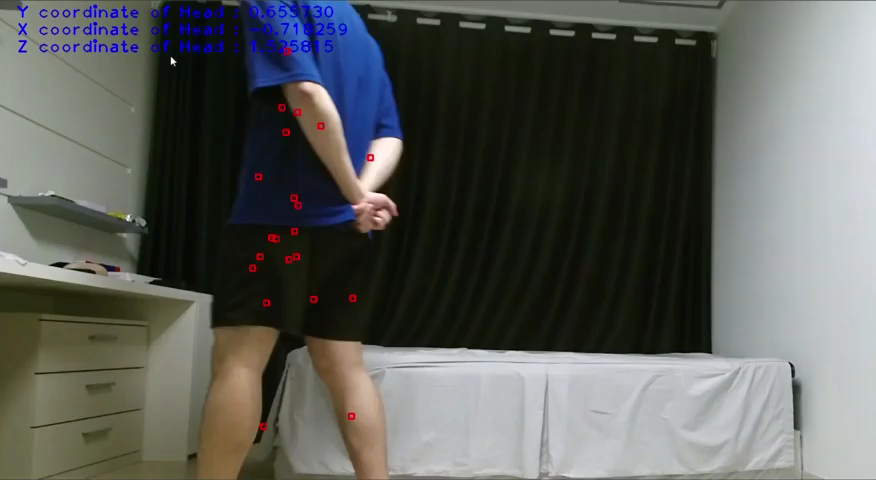 Y coordinate of Head : 0.655730
X coordinate of Head : -0.718259
Z coordinate of Head : 1.525815